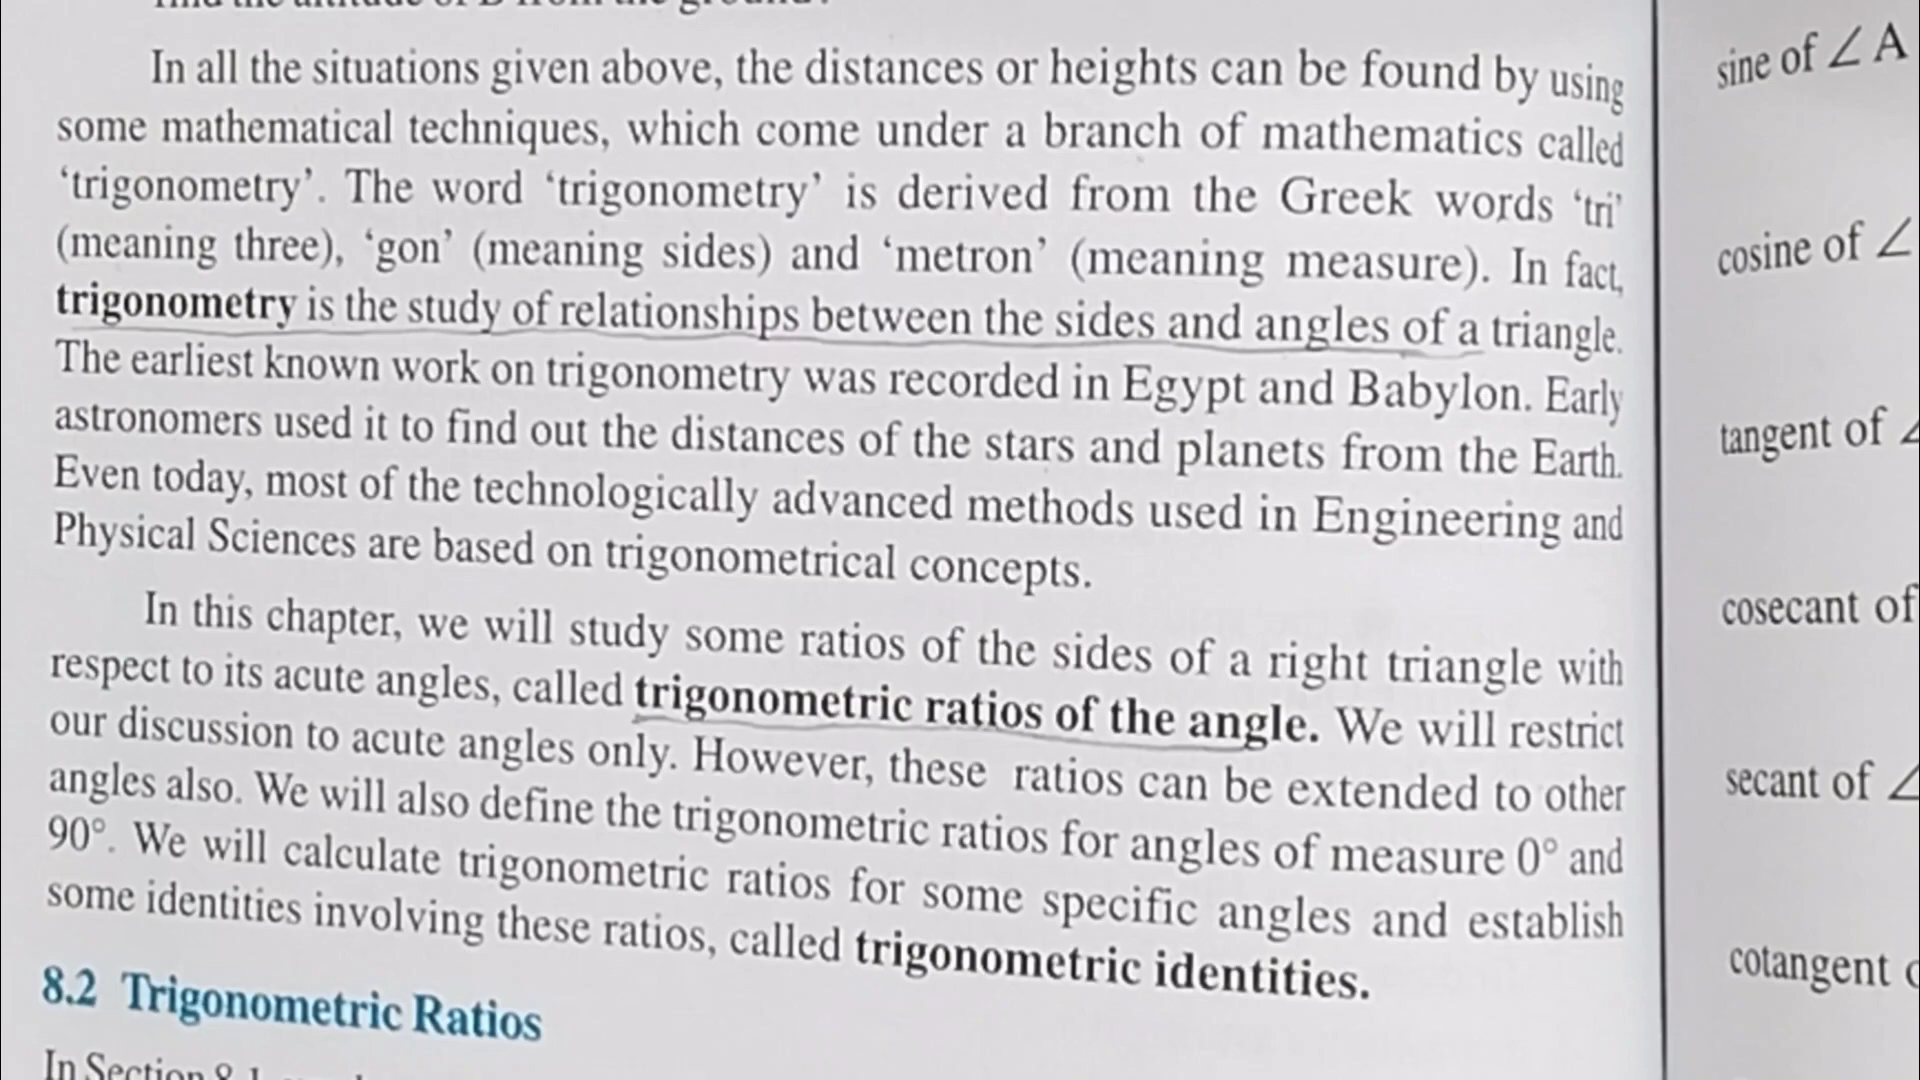 In all the situations given above, the distances or heights can be found by using
some mathematical techniques, which come under a branch of mathematics called
‘trigonometry’. The word ‘trigonometry’ is derived from the Greek words ‘tri’
(meaning three), ‘gon’ (meaning sides) and ‘metron’ (meaning measure). In fact,
trigonometry is the study of relationships between the sides and angles of a triangle.
The earliest known work on trigonometry was recorded in Egypt and Babylon. Early
astronomers used it to find out the distances of the stars and planets from the Earth.
Even today, most of the technologically advanced methods used in Engineering and
Physical Sciences are based on trigonometrical concepts.
In this chapter, we will study some ratios of the sides of a right triangle with
respect to its acute angles, called trigonometric ratios of the angle. We will restrict
our discussion to acute angles only. However, these ratios can be extended to other
angles also. We will also define the trigonometric ratios for angles of measure 0° and
90°. We will calculate trigonometric ratios for some specific angles and establish
some identities involving these ratios, called trigonometric identities.
8.2 Trigonometric Ratios
In Section 8.1
sine of ∠ A
cosine of ∠
tangent of ∠
cosecant of
secant of ∠
cotangent